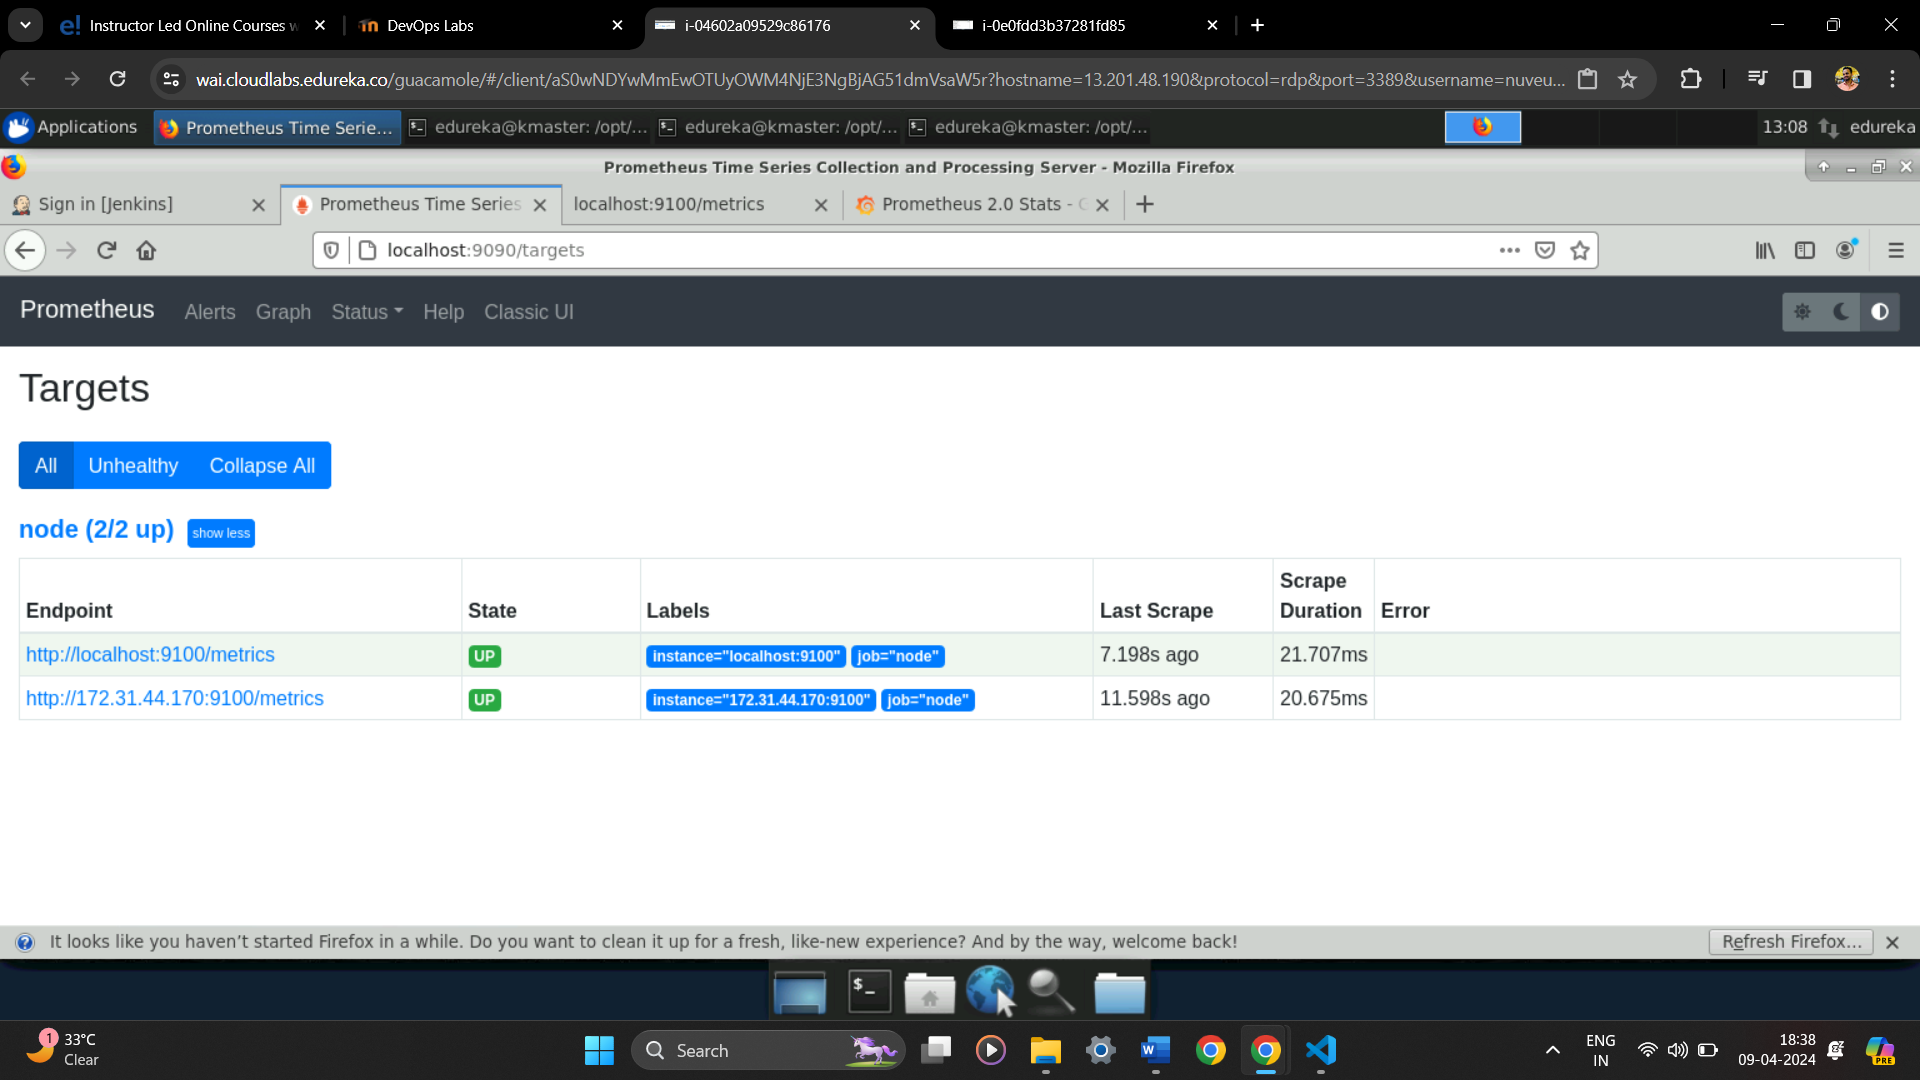 Instructor Led Online Courses w
DevOps Labs
i-04602a09529c86176
i-0e0fdd3b37281fd85
wai.cloudlabs.edureka.co/guacamole/#/client/aS0wNDYwMmEwOTUyOWM4NjE3NgBjAG51dmVsaW5r?hostname=13.201.48.190&protocol=rdp&port=3389&username=nuveu...
Applications
Prometheus Time Serie...
edureka@kmaster: /opt/...
edureka@kmaster: /opt/...
edureka@kmaster: /opt/...
13:08
edureka
Prometheus Time Series Collection and Processing Server - Mozilla Firefox
Sign in [Jenkins]
Prometheus Time Series
localhost:9100/metrics
Prometheus 2.0 Stats -
localhost:9090/targets
Prometheus
Alerts
Graph
Status
Help
Classic UI
Targets
All
Unhealthy
Collapse All
node (2/2 up)
show less
Endpoint
State
Labels
Last Scrape
Scrape
Duration
Error
http://localhost:9100/metrics
UP
instance="localhost:9100"
job="node"
7.198s ago
21.707ms
http://172.31.44.170:9100/metrics
UP
instance="172.31.44.170:9100"
job="node"
11.598s ago
20.675ms
It looks like you haven’t started Firefox in a while. Do you want to clean it up for a fresh, like-new experience? And by the way, welcome back!
Refresh Firefox...
1
33°C
Clear
Search
ENG
IN
18:38
09-04-2024
PRE